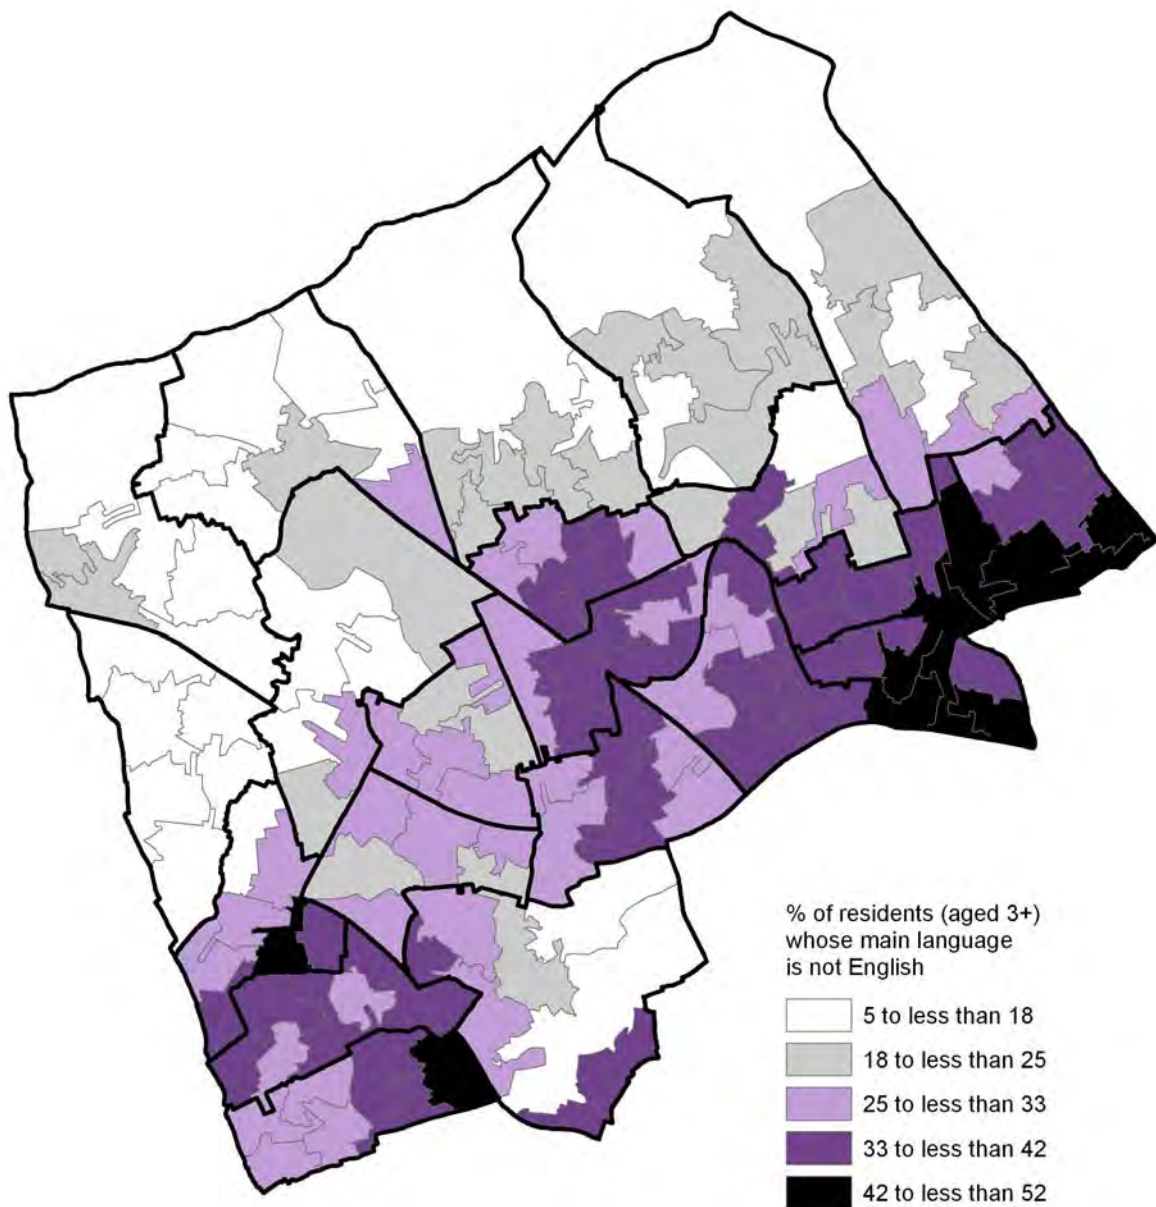 % of residents (aged 3+)
whose main language
is not English
5 to less than 18
18 to less than 25
25 to less than 33
33 to less than 42
42 to less than 52